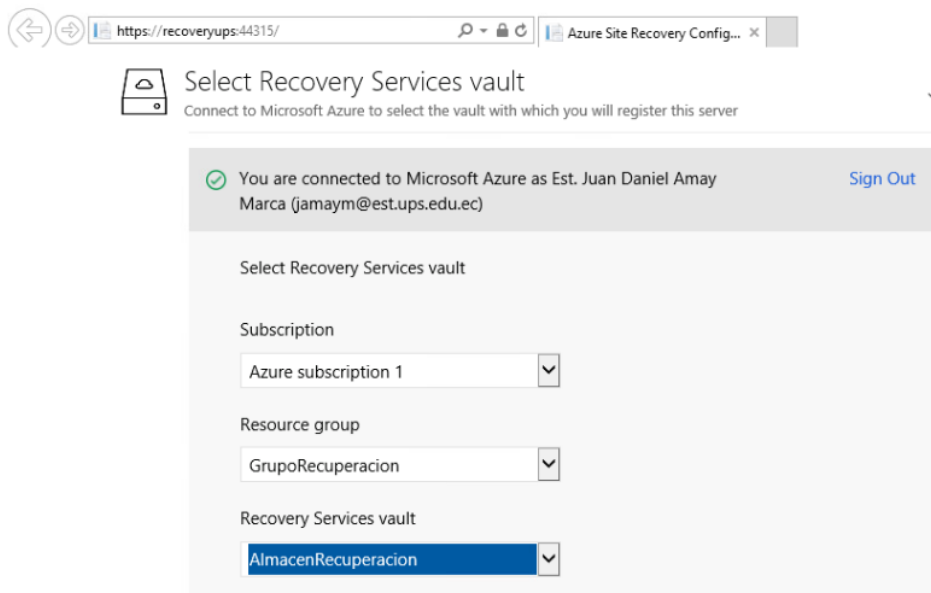 https://recoveryups:44315/
Azure Site Recovery Config...
Select Recovery Services vault
Connect to Microsoft Azure to select the vault with which you will register this server
You are connected to Microsoft Azure as Est. Juan Daniel Amay
Marca (jamaym@est.ups.edu.ec)
Sign Out
Select Recovery Services vault
Subscription
Azure subscription 1
Resource group
GrupoRecuperacion
Recovery Services vault
AlmacenRecuperacion